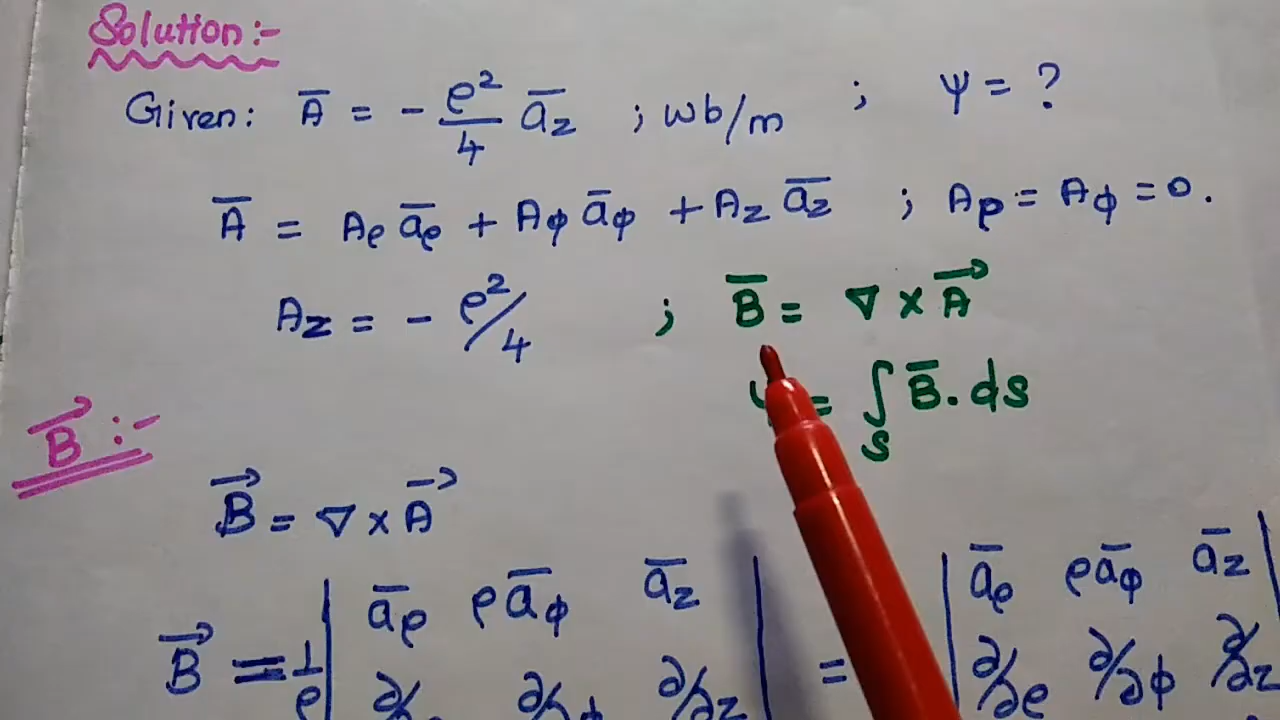 Solution:-
Given: A̅ = - ρ²/4 a̅z ; wb/m ; ψ = ?
A̅ = Aρ a̅ρ + Aϕ a̅ϕ + Az a̅z ; Aρ = Aϕ = 0.
Az = - ρ²/4 ; B̅ = ∇ × A⃗
= ∫s B̅. ds
B⃗ :-
B⃗ = ∇ × A⃗
B⃗ = 1/ρ | a̅ρ ρa̅ϕ a̅z | = | a̅ρ ρa̅ϕ a̅z |
∂/∂ρ ∂/∂ϕ ∂/∂z